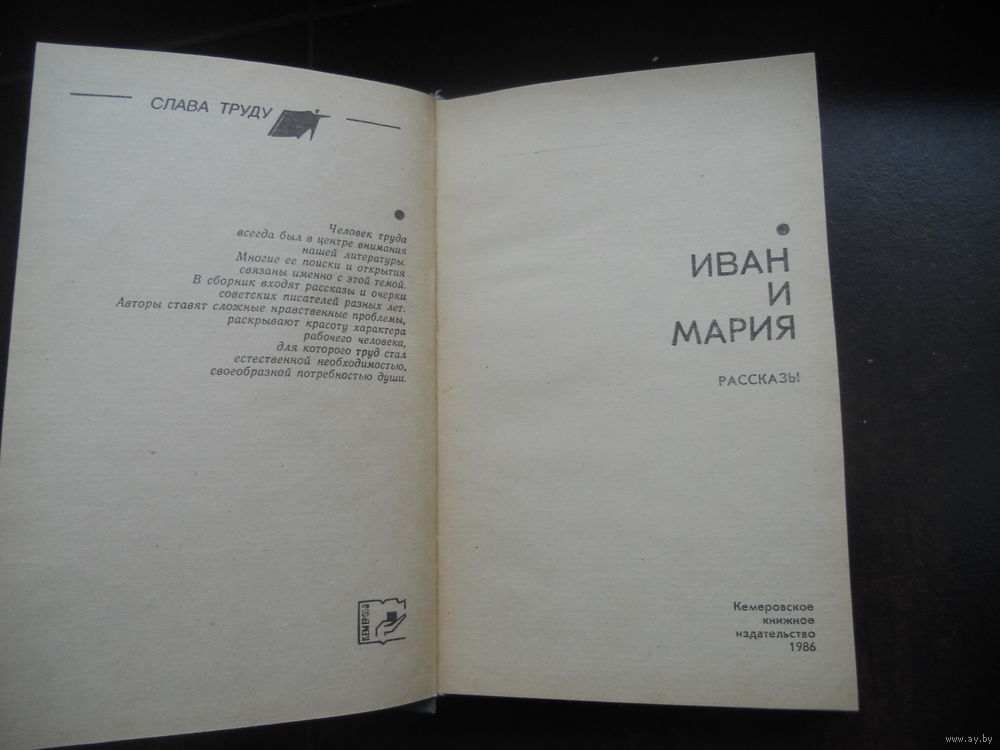 СЛАВА ТРУДУ
Человек труда
всегда был в центре внимания
нашей литературы.
Многие ее поиски и открытия
связаны именно с этой темой.
В сборник входят рассказы и очерки
советских писателей разных лет.
Авторы ставят сложные нравственные проблемы,
раскрывают красоту характера
рабочего человека,
для которого труд стал
естественной необходимостью,
своеобразной потребностью души.
КЕМЕРОВО
ИВАН
И
МАРИЯ
РАССКАЗЫ
Кемеровское
книжное
издательство
1986
www.ay.by